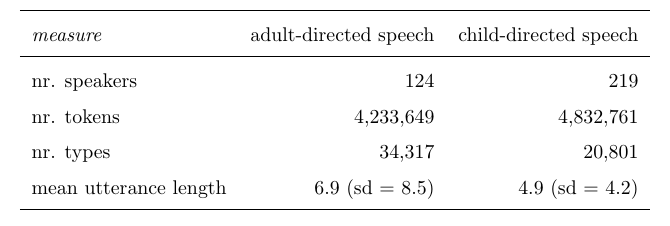 measure adult-directed speech child-directed speech
nr. speakers 124 219
nr. tokens 4,233,649 4,832,761
nr. types 34,317 20,801
mean utterance length 6.9 (sd = 8.5) 4.9 (sd = 4.2)